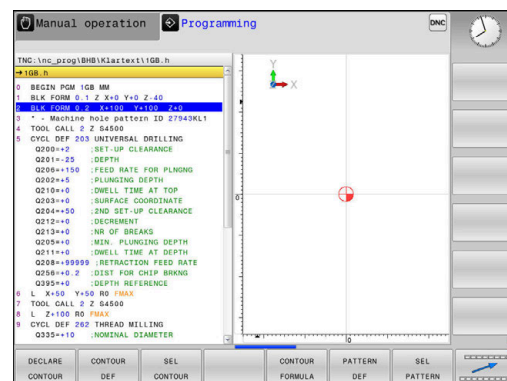 Manual operation
Programming
DNC
TNC:\nc_prog\BHB\Klartext\1GB.h
→1GB.h
0 BEGIN PGM 1GB MM
1 BLK FORM 0.1 Z X+0 Y+0 Z-40
2 BLK FORM 0.2 X+100 Y+100 Z+0
3 * - Machine hole pattern ID 27943KL1
4 TOOL CALL 2 Z S4500
5 CYCL DEF 203 UNIVERSAL DRILLING
Q200=+2 ;SET-UP CLEARANCE
Q201=-25 ;DEPTH
Q206=+150 ;FEED RATE FOR PLNGNG
Q202=+5 ;PLUNGING DEPTH
Q210=+0 ;DWELL TIME AT TOP
Q203=+0 ;SURFACE COORDINATE
Q204=+50 ;2ND SET-UP CLEARANCE
Q212=+0 ;DECREMENT
Q213=+0 ;NR OF BREAKS
Q205=+0 ;MIN. PLUNGING DEPTH
Q211=+0 ;DWELL TIME AT DEPTH
Q208=+99999 ;RETRACTION FEED RATE
Q256=+0.2 ;DIST FOR CHIP BRKNG
Q395=+0 ;DEPTH REFERENCE
6 L X+50 Y+50 R0 FMAX
7 TOOL CALL 2 Z S4500
8 L Z+100 R0 FMAX
9 CYCL DEF 262 THREAD MILLING
Q335=+10 ;NOMINAL DIAMETER
Y
X
0
0
DECLARE CONTOUR
CONTOUR DEF
SEL CONTOUR
CONTOUR FORMULA
PATTERN DEF
SEL PATTERN